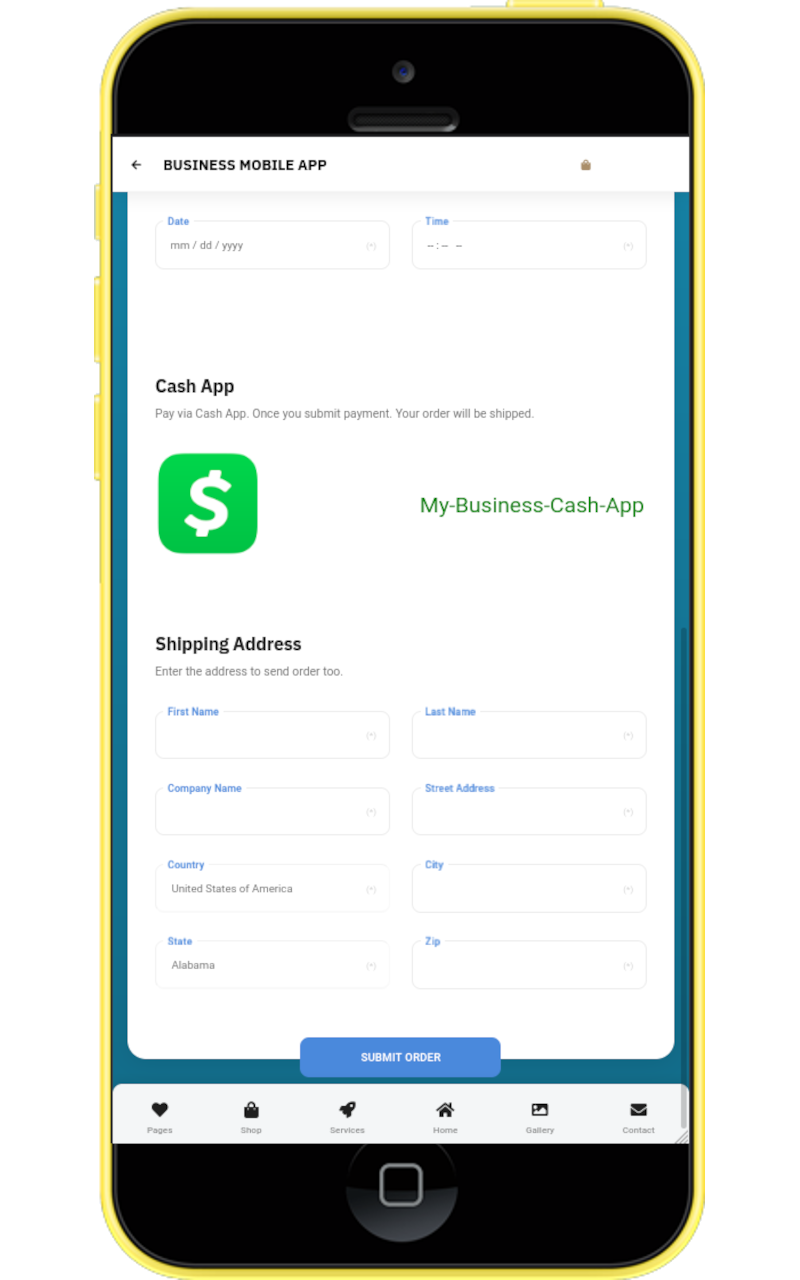 BUSINESS MOBILE APP
Date Time
mm / dd / yyyy (*) -- : -- -- (*)
Cash App
Pay via Cash App. Once you submit payment. Your order will be shipped.
$ My-Business-Cash-App
Shipping Address
Enter the address to send order too.
First Name Last Name
(*) (*)
Company Name Street Address
(*) (*)
Country City
United States of America (*) (*)
State Zip
Alabama (*) (*)
SUBMIT ORDER
Pages Shop Services Home Gallery Contact